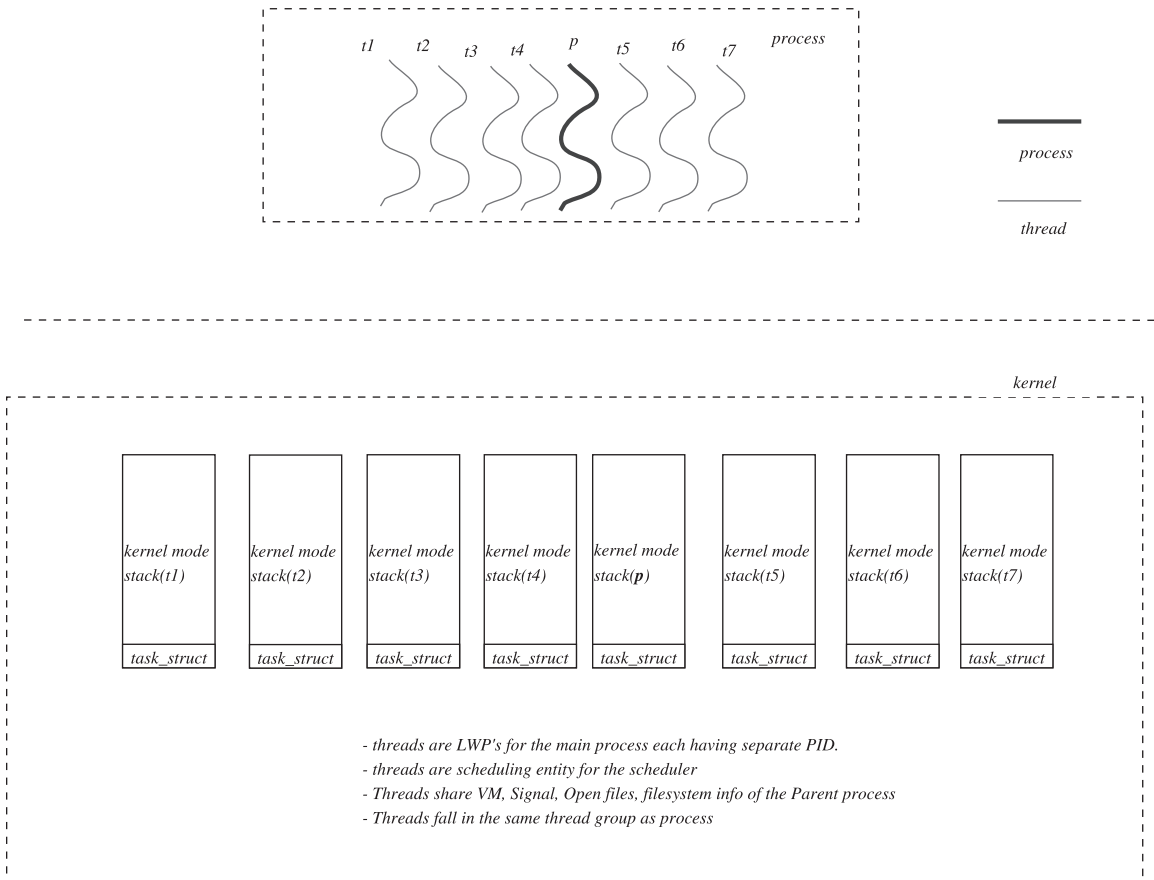 t1 t2 t3 t4 p t5 t6 t7 process
process
thread
kernel
kernel mode kernel mode kernel mode kernel mode kernel mode kernel mode kernel mode kernel mode
stack(t1) stack(t2) stack(t3) stack(t4) stack(p) stack(t5) stack(t6) stack(t7)
task_struct task_struct task_struct task_struct task_struct task_struct task_struct task_struct
- threads are LWP's for the main process each having separate PID.
- threads are scheduling entity for the scheduler
- Threads share VM, Signal, Open files, filesystem info of the Parent process
- Threads fall in the same thread group as process